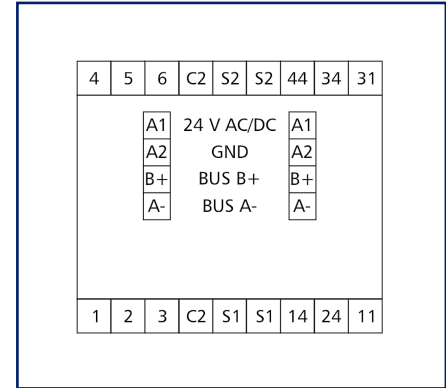 4 5 6 C2 S2 S2 44 34 31
A1 24 V AC/DC A1
A2 GND A2
B+ BUS B+ B+
A- BUS A- A-
1 2 3 C2 S1 S1 14 24 11